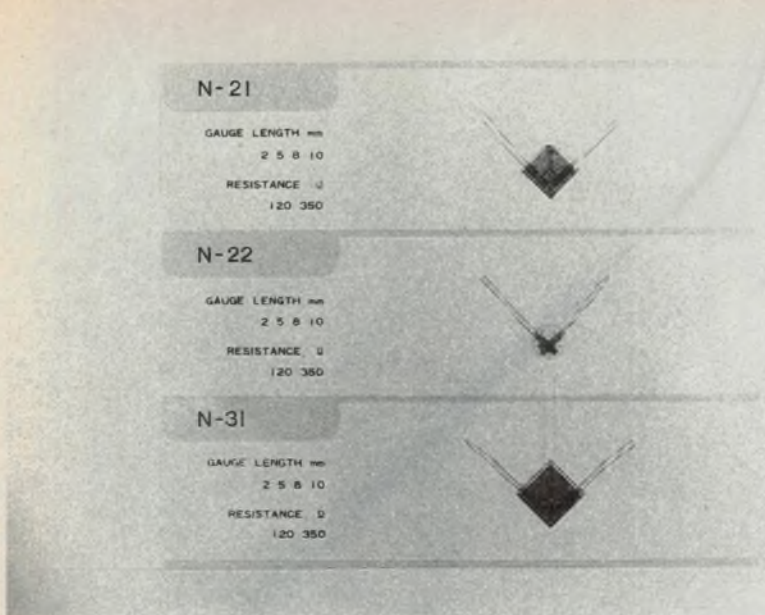 N-21
GAUGE LENGTH mm
2 5 8 10
RESISTANCE Ω
120 350
N-22
GAUGE LENGTH mm
2 5 8 10
RESISTANCE Ω
120 350
N-31
GAUGE LENGTH mm
2 5 8 10
RESISTANCE Ω
120 350